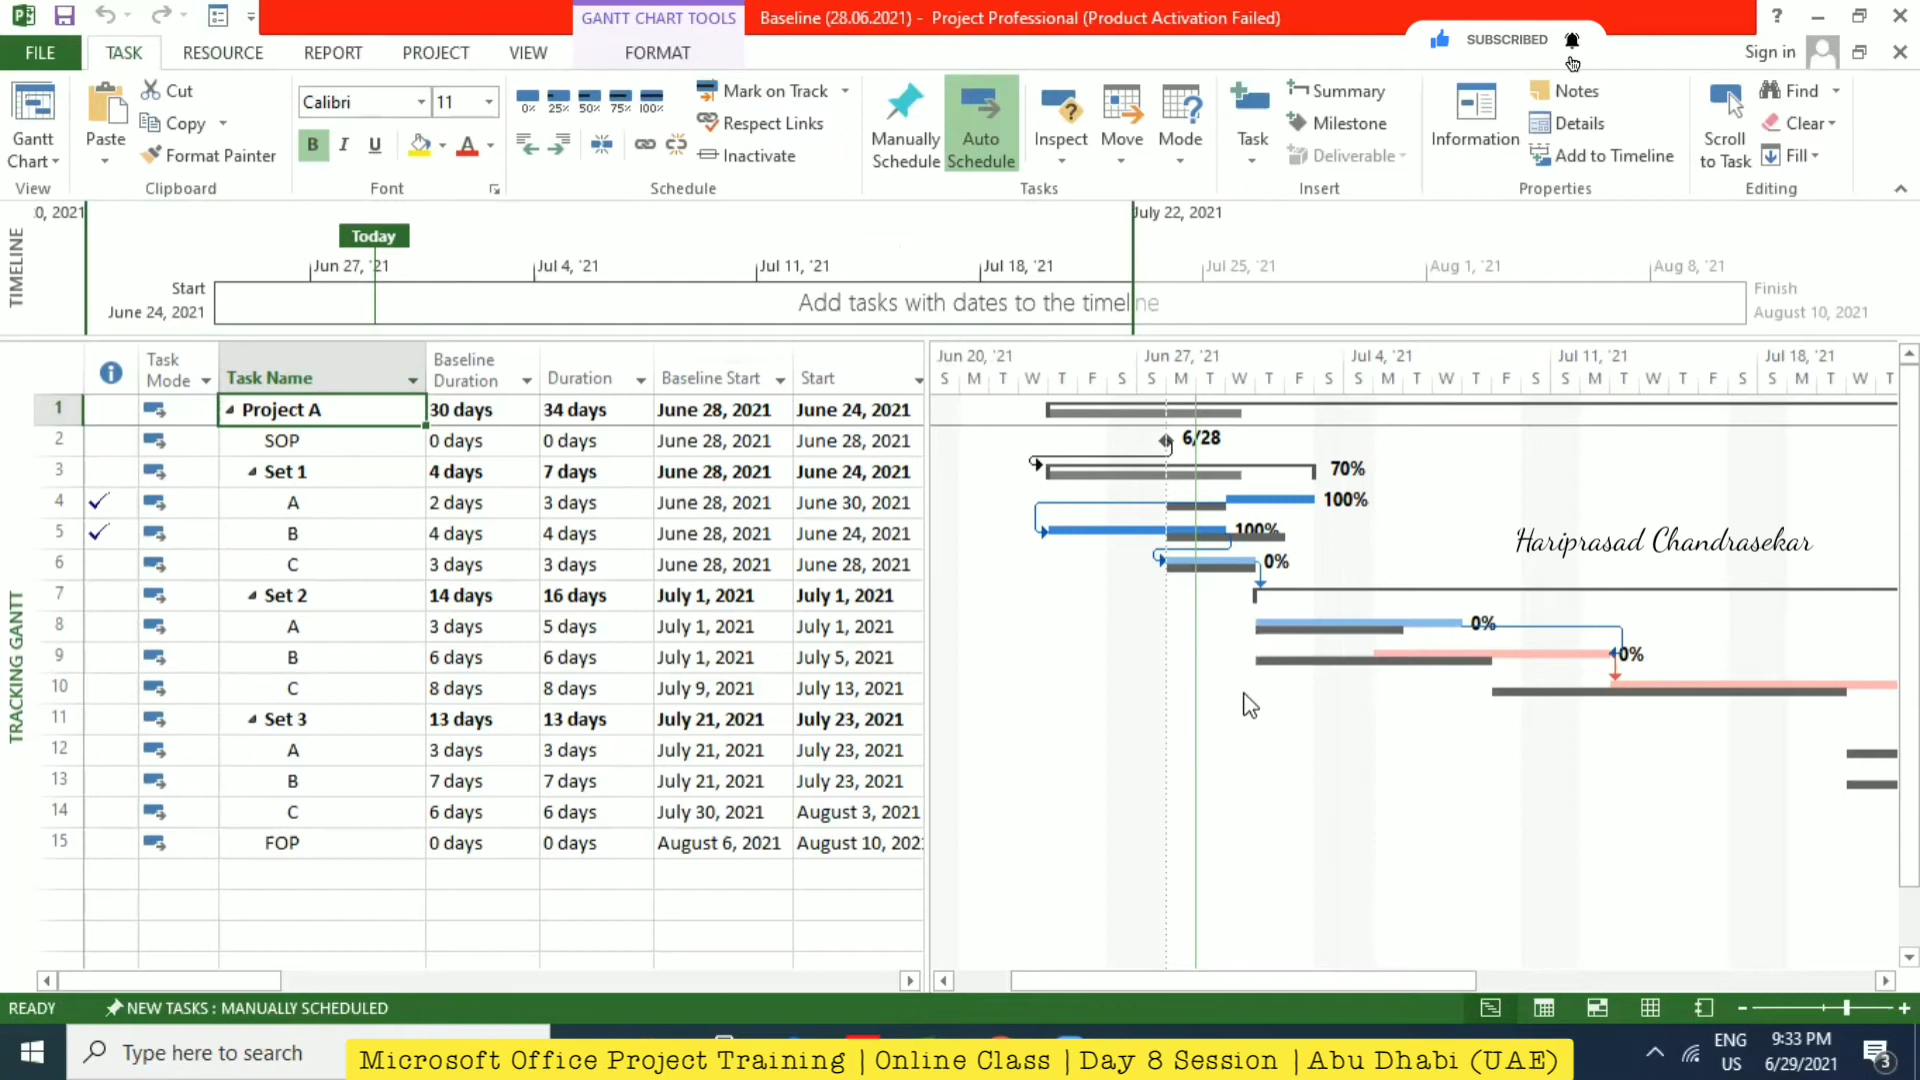 GANTT CHART TOOLS
Baseline (28.06.2021) - Project Professional (Product Activation Failed)
FILE TASK RESOURCE REPORT PROJECT VIEW FORMAT
SUBSCRIBED
Sign in
Gantt Chart
Paste
Cut
Copy
Format Painter
Calibri 11
B I U A
0% 25% 50% 75% 100%
Mark on Track
Respect Links
Inactivate
Manually Schedule
Auto Schedule
Inspect
Move
Mode
Task
Summary
Milestone
Deliverable
Information
Notes
Details
Add to Timeline
Scroll to Task
Find
Clear
Fill
View Clipboard Font Schedule Tasks Insert Properties Editing
TIMELINE
0, 2021
July 22, 2021
Today
Jun 27, '21 Jul 4, '21 Jul 11, '21 Jul 18, '21 Jul 25, '21 Aug 1, '21 Aug 8, '21
Start
June 24, 2021
Add tasks with dates to the timeline
Finish
August 10, 2021
TRACKING GANTT
Task Mode Task Name Baseline Duration Duration Baseline Start Start
Jun 20, '21 Jun 27, '21 Jul 4, '21 Jul 11, '21 Jul 18, '21
S M T W T F S S M T W T F S S M T W T F S S M T W T F S S M T W T
1 Project A 30 days 34 days June 28, 2021 June 24, 2021
2 SOP 0 days 0 days June 28, 2021 June 28, 2021 6/28
3 Set 1 4 days 7 days June 28, 2021 June 24, 2021 70%
4 A 2 days 3 days June 28, 2021 June 30, 2021 100%
5 B 4 days 4 days June 28, 2021 June 24, 2021 100%
6 C 3 days 3 days June 28, 2021 June 28, 2021 0%
7 Set 2 14 days 16 days July 1, 2021 July 1, 2021
8 A 3 days 5 days July 1, 2021 July 1, 2021 0%
9 B 6 days 6 days July 1, 2021 July 5, 2021 0%
10 C 8 days 8 days July 9, 2021 July 13, 2021
11 Set 3 13 days 13 days July 21, 2021 July 23, 2021
12 A 3 days 3 days July 21, 2021 July 23, 2021
13 B 7 days 7 days July 21, 2021 July 23, 2021
14 C 6 days 6 days July 30, 2021 August 3, 2021
15 FOP 0 days 0 days August 6, 2021 August 10, 202
Hariprasad Chandrasekar
READY NEW TASKS : MANUALLY SCHEDULED
Type here to search
Microsoft Office Project Training | Online Class | Day 8 Session | Abu Dhabi (UAE)
ENG US
9:33 PM
6/29/2021
3